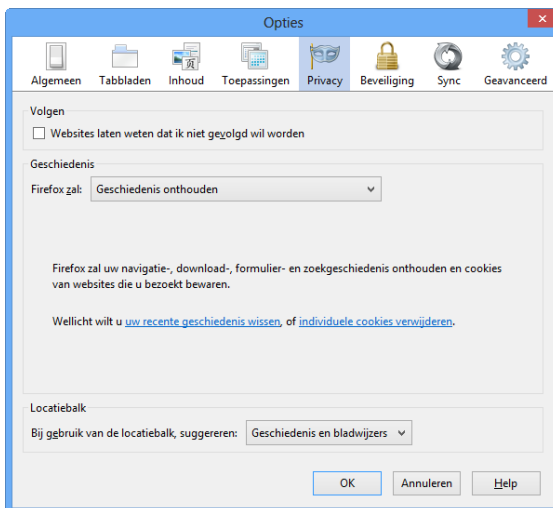 Opties
Algemeen Tabbladen Inhoud Toepassingen Privacy Beveiliging Sync Geavanceerd
Volgen
Websites laten weten dat ik niet gevolgd wil worden
Geschiedenis
Firefox zal: Geschiedenis onthouden
Firefox zal uw navigatie-, download-, formulier- en zoekgeschiedenis onthouden en cookies
van websites die u bezoekt bewaren.
Wellicht wilt u uw recente geschiedenis wissen, of individuele cookies verwijderen.
Locatiebalk
Bij gebruik van de locatiebalk, suggereren: Geschiedenis en bladwijzers
OK Annuleren Help